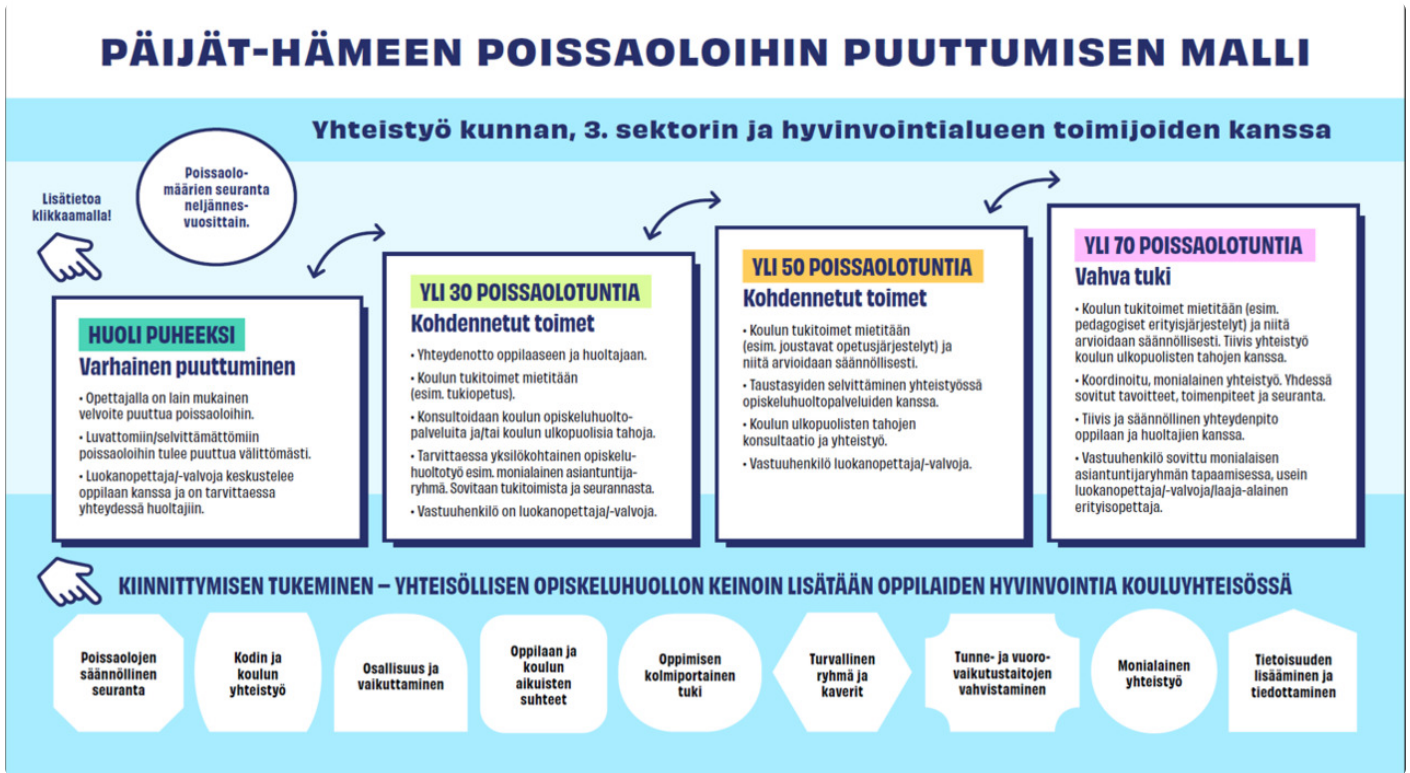 PÄIJÄT-HÄMEEN POISSAOLOIHIN PUUTTUMISEN MALLI
Yhteistyö kunnan, 3. sektorin ja hyvinvointialueen toimijoiden kanssa
Lisätietoa
klikkaamalla!
Poissaolo-
määrien seuranta
neljännes-
vuosittain.
HUOLI PUHEEKSI
Varhainen puuttuminen
• Opettajalla on lain mukainen
velvoite puuttua poissaoloihin.
• Luvattomiin/selvittämättömiin
poissaoloihin tulee puuttua välittömästi.
• Luokanopettaja/-valvoja keskustelee
oppilaan kanssa ja on tarvittaessa
yhteydessä huoltajiin.
YLI 30 POISSAOLOTUNTIA
Kohdennetut toimet
• Yhteydenotto oppilaaseen ja huoltajaan.
• Koulun tukitoimet mietitään
(esim. tukiopetus).
• Konsultoidaan koulun opiskeluhuolto-
palveluita ja/tai koulun ulkopuolisia tahoja.
• Tarvittaessa yksilökohtainen opiskelu-
huoltotyö esim. monialainen asiantuntija-
ryhmä. Sovitaan tukitoimista ja seurannasta.
• Vastuuhenkilö on luokanopettaja/-valvoja.
YLI 50 POISSAOLOTUNTIA
Kohdennetut toimet
• Koulun tukitoimet mietitään
(esim. joustavat opetusjärjestelyt) ja
niitä arvioidaan säännöllisesti.
• Taustasyiden selvittäminen yhteistyössä
opiskeluhuoltopalveluiden kanssa.
• Koulun ulkopuolisten tahojen
konsultaatio ja yhteistyö.
• Vastuuhenkilö luokanopettaja/-valvoja.
YLI 70 POISSAOLOTUNTIA
Vahva tuki
• Koulun tukitoimet mietitään (esim.
pedagogiset erityisjärjestelyt) ja niitä
arvioidaan säännöllisesti. Tiivis yhteistyö
koulun ulkopuolisten tahojen kanssa.
• Koordinoitu, monialainen yhteistyö. Yhdessä
sovitut tavoitteet, toimenpiteet ja seuranta.
• Tiivis ja säännöllinen yhteydenpito
oppilaan ja huoltajien kanssa.
• Vastuuhenkilö sovittu monialaisen
asiantuntijaryhmän tapaamisessa, usein
luokanopettaja/-valvoja/laaja-alainen
erityisopettaja.
KIINNITTYMISEN TUKEMINEN – YHTEISÖLLISEN OPISKELUHUOLLON KEINOIN LISÄTÄÄN OPPILAIDEN HYVINVOINTIA KOULUYHTEISÖSSÄ
Poissaolojen
säännöllinen
seuranta
Kodin ja
koulun
yhteistyö
Osallisuus ja
vaikuttaminen
Oppilaan ja
koulun
aikuisten
suhteet
Oppimisen
kolmiportainen
tuki
Turvallinen
ryhmä ja
kaverit
Tunne- ja vuoro-
vaikutustaitojen
vahvistaminen
Monialainen
yhteistyö
Tietoisuuden
lisääminen ja
tiedottaminen